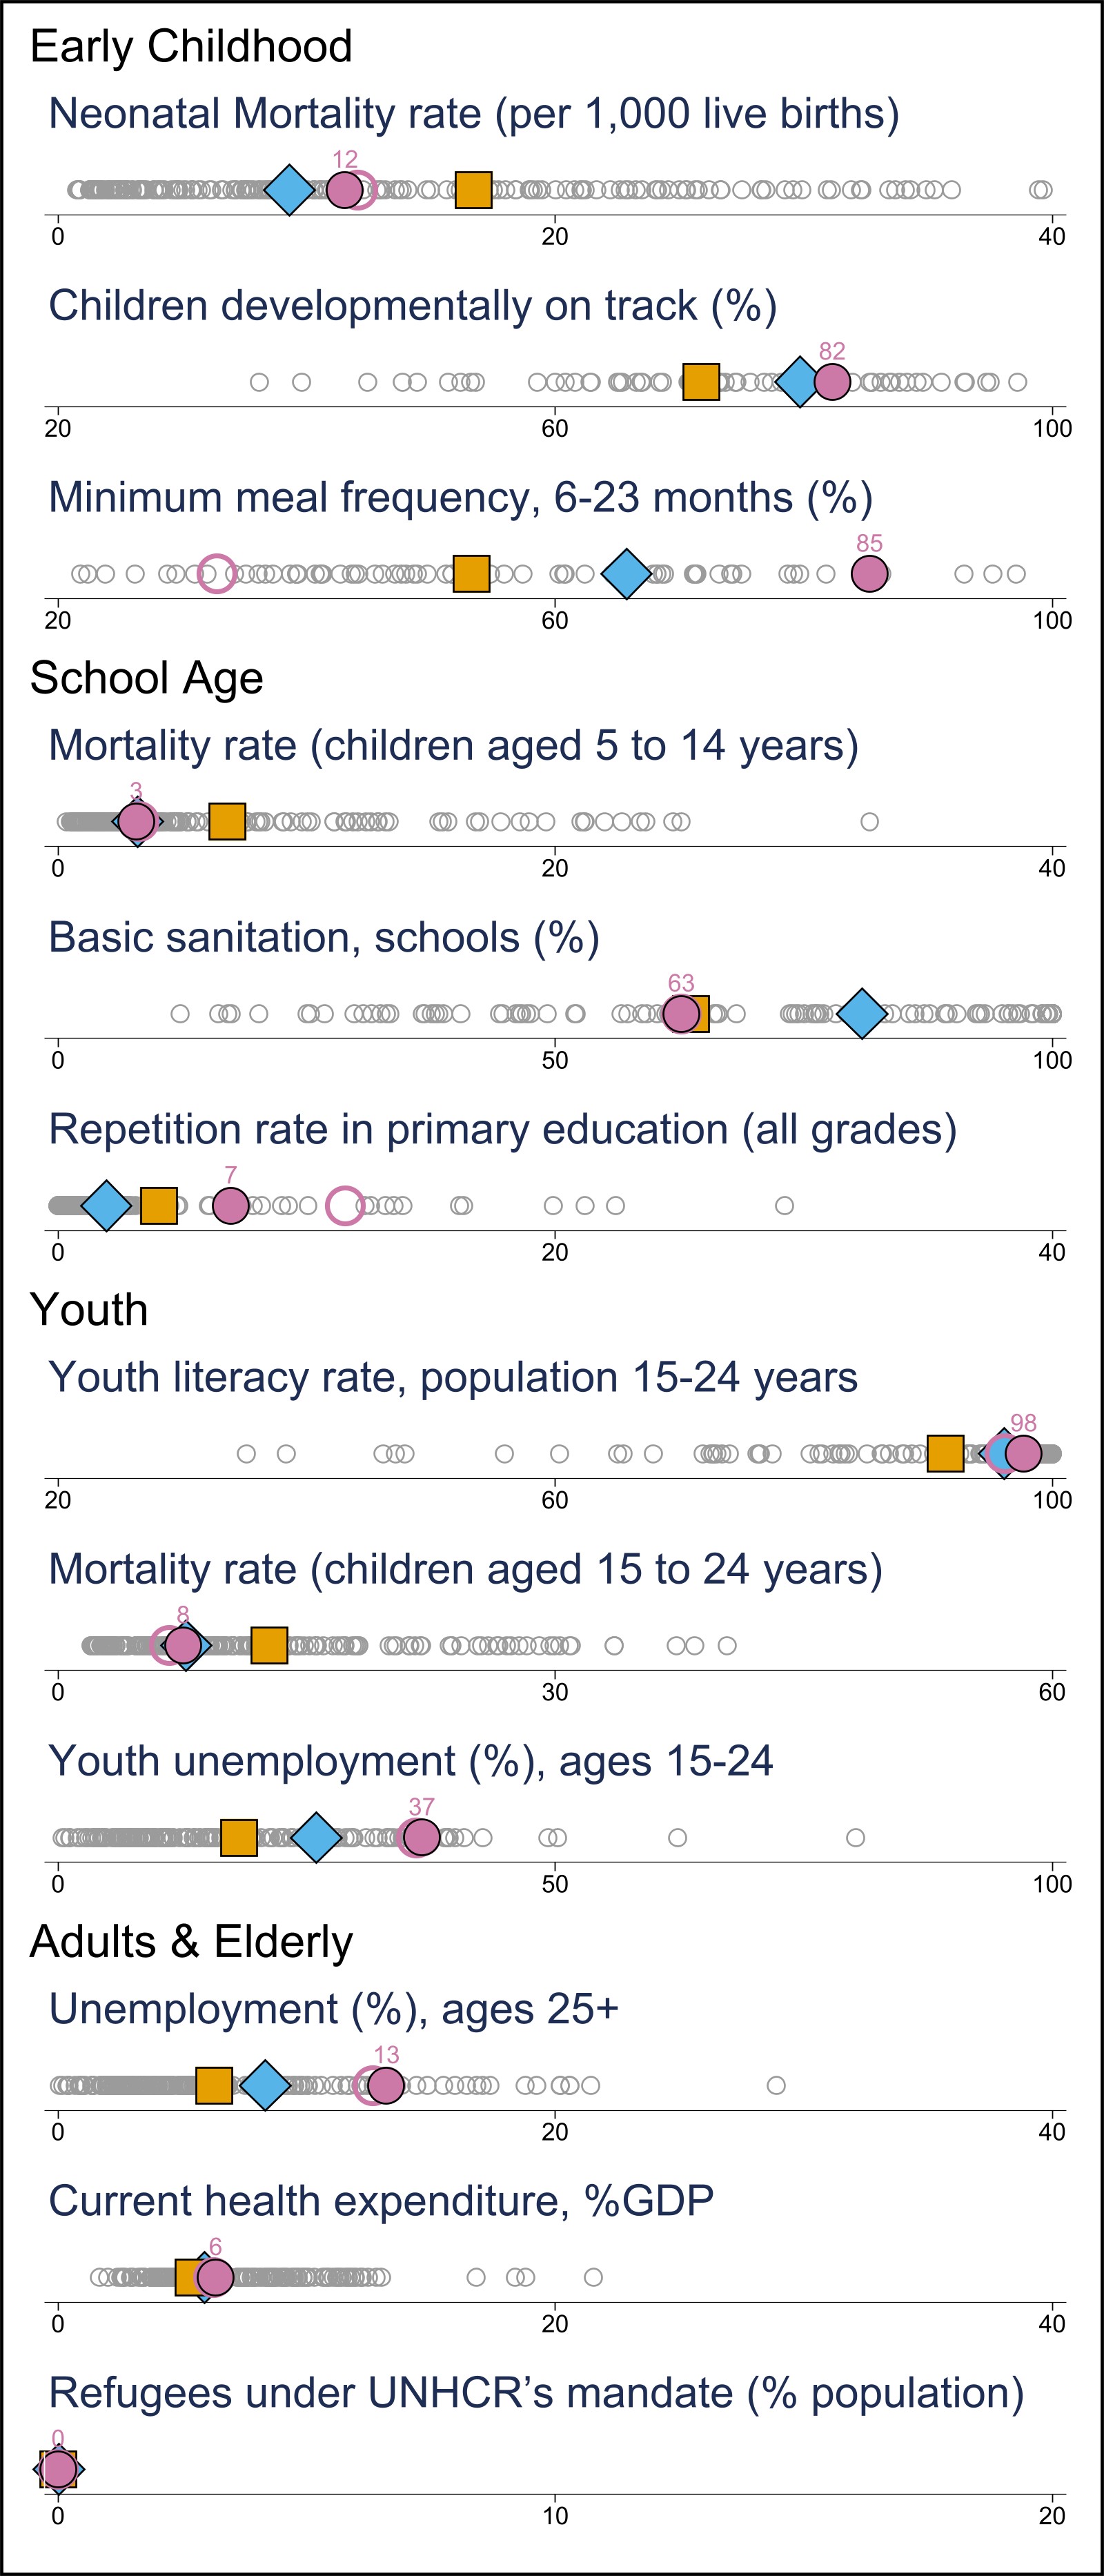 Early Childhood
Neonatal Mortality rate (per 1,000 live births)
12
0 20 40
Children developmentally on track (%)
82
20 60 100
Minimum meal frequency, 6-23 months (%)
85
20 60 100
School Age
Mortality rate (children aged 5 to 14 years)
3
0 20 40
Basic sanitation, schools (%)
63
0 50 100
Repetition rate in primary education (all grades)
7
0 20 40
Youth
Youth literacy rate, population 15-24 years
98
20 60 100
Mortality rate (children aged 15 to 24 years)
8
0 30 60
Youth unemployment (%), ages 15-24
37
0 50 100
Adults & Elderly
Unemployment (%), ages 25+
13
0 20 40
Current health expenditure, %GDP
6
0 20 40
Refugees under UNHCR’s mandate (% population)
0
0 10 20